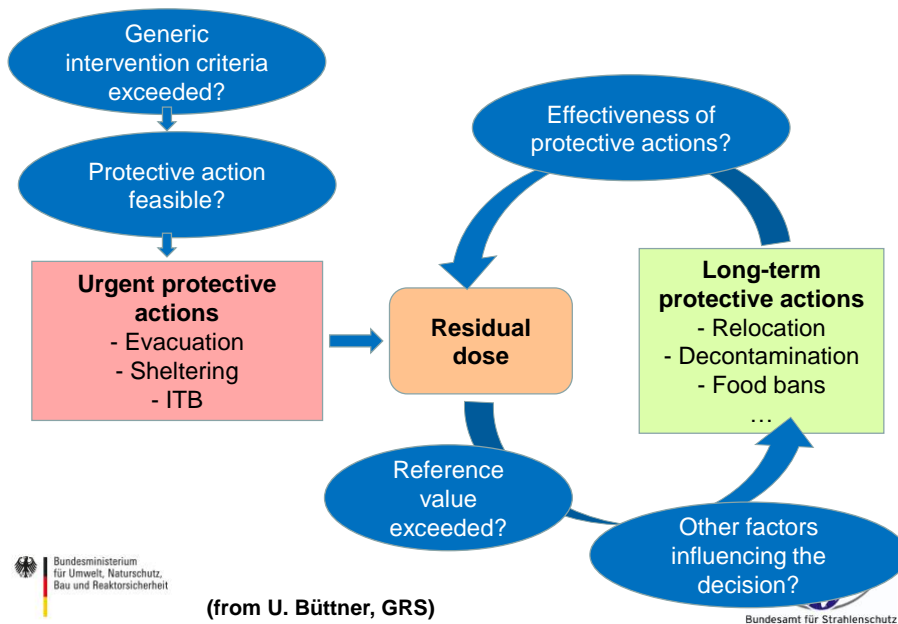 Generic
intervention criteria
exceeded?
Protective action
feasible?
Urgent protective
actions
- Evacuation
- Sheltering
- ITB
Residual
dose
Effectiveness of
protective actions?
Long-term
protective actions
- Relocation
- Decontamination
- Food bans
...
Reference
value
exceeded?
Other factors
influencing the
decision?
Bundesministerium
für Umwelt, Naturschutz,
Bau und Reaktorsicherheit
(from U. Büttner, GRS)
Bundesamt für Strahlenschutz